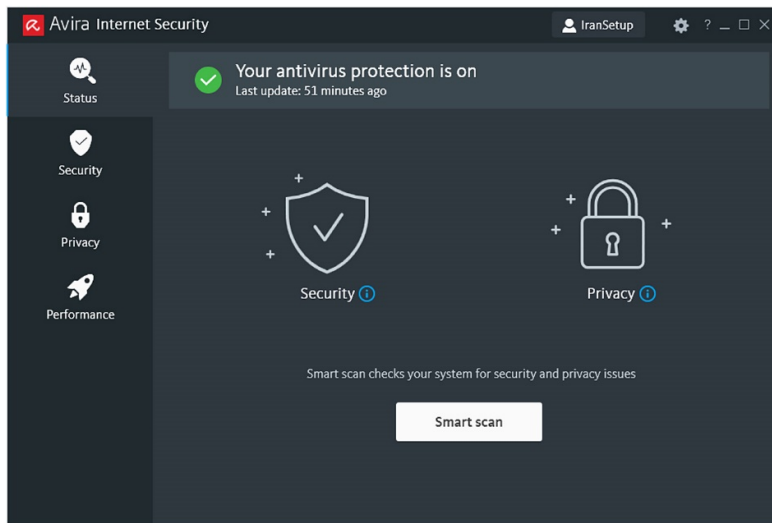 Avira Internet Security
IranSetup
?
Status
Your antivirus protection is on
Last update: 51 minutes ago
Security
Privacy
Performance
Security
Privacy
Smart scan checks your system for security and privacy issues
Smart scan